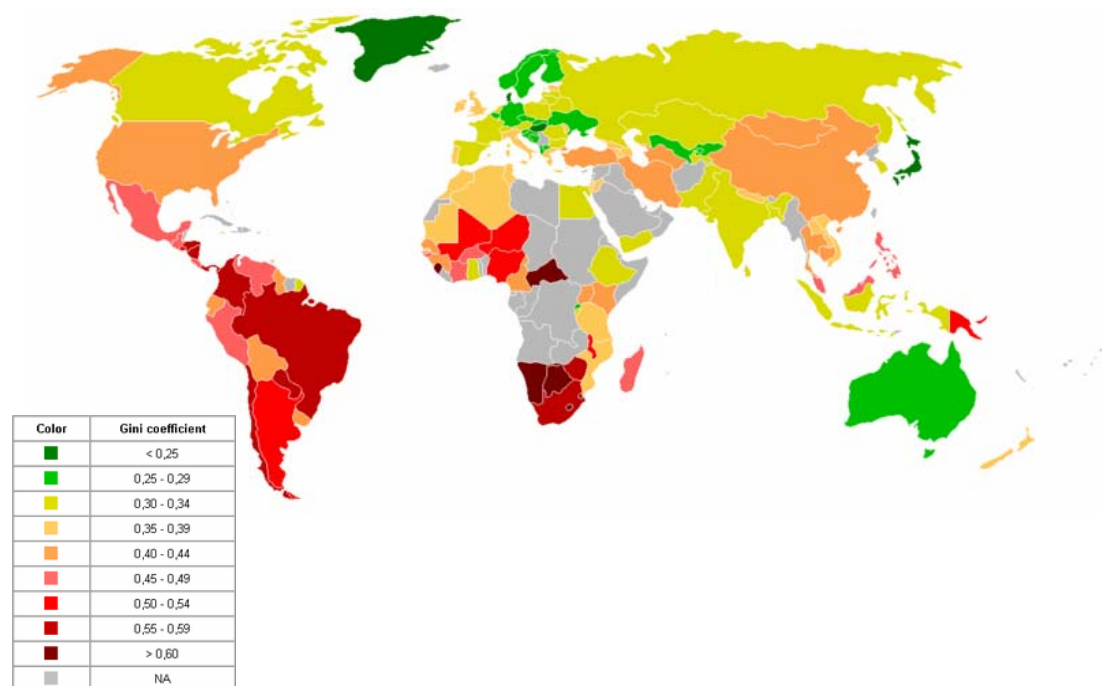 Color Gini coefficient
< 0,25
0,25 - 0,29
0,30 - 0,34
0,35 - 0,39
0,40 - 0,44
0,45 - 0,49
0,50 - 0,54
0,55 - 0,59
> 0,60
NA